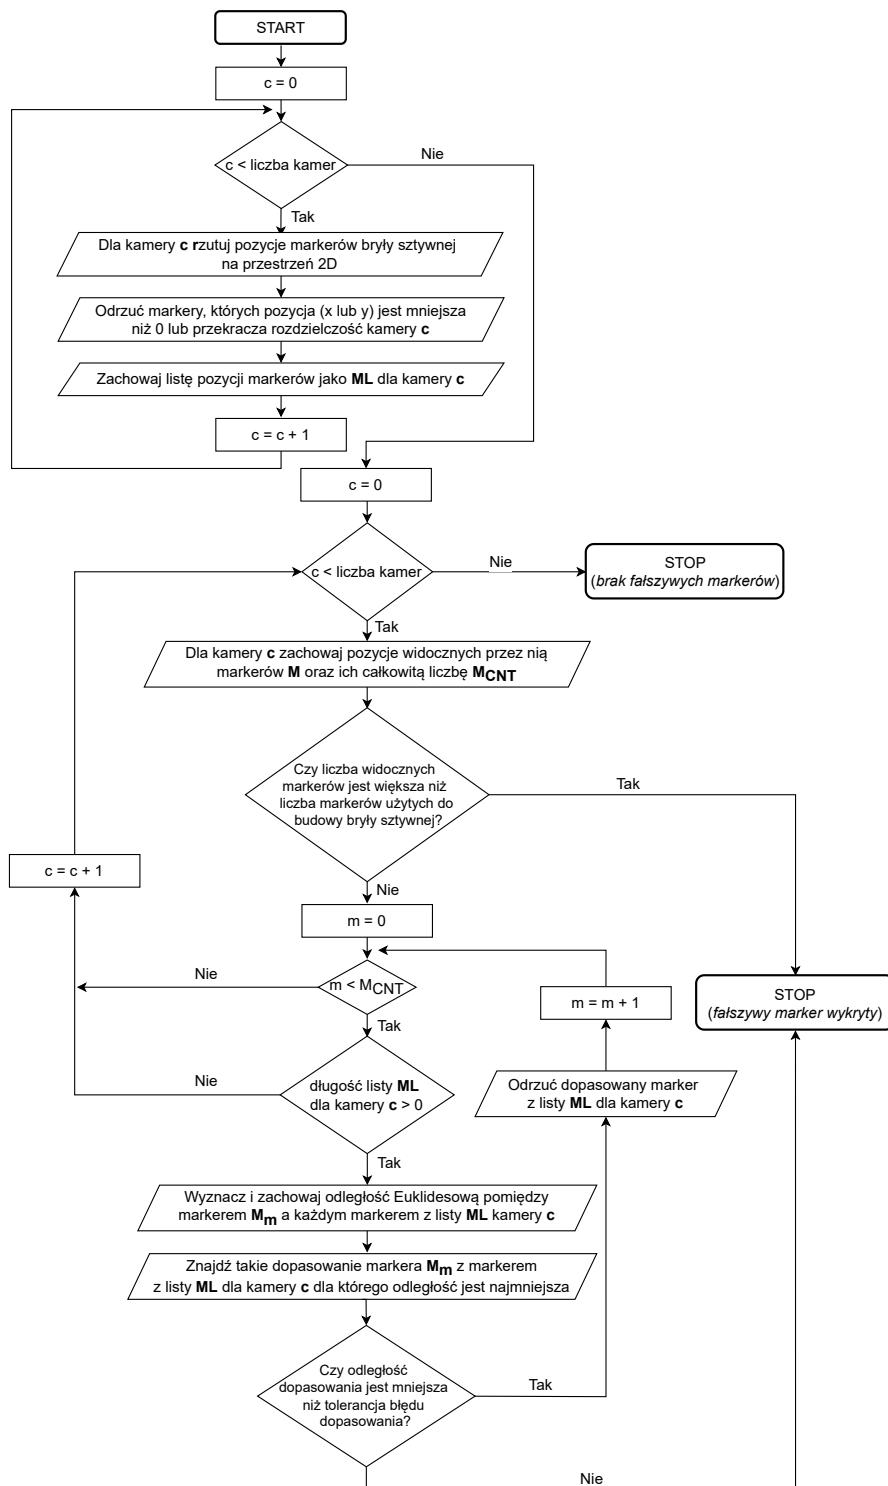 START
c = 0
c < liczba kamer
Nie
Tak
Dla kamery c rzutuj pozycje markerów bryły sztywnej
na przestrzeń 2D
Odrzuć markery, których pozycja (x lub y) jest mniejsza
niż 0 lub przekracza rozdzielczość kamery c
Zachowaj listę pozycji markerów jako ML dla kamery c
c = c + 1
c = 0
c < liczba kamer
Nie
STOP
(brak fałszywych markerów)
Tak
Dla kamery c zachowaj pozycje widocznych przez nią
markerów M oraz ich całkowitą liczbę MCNT
Czy liczba widocznych
markerów jest większa niż
liczba markerów użytych do
budowy bryły sztywnej?
Tak
c = c + 1
Nie
m = 0
Nie
m < MCNT
m = m + 1
STOP
(fałszywy marker wykryty)
Tak
Nie
długość listy ML
dla kamery c > 0
Odrzuć dopasowany marker
z listy ML dla kamery c
Tak
Wyznacz i zachowaj odległość Euklidesową pomiędzy
markerem Mm a każdym markerem z listy ML kamery c
Znajdź takie dopasowanie markera Mm z markerem
z listy ML dla kamery c dla którego odległość jest najmniejsza
Czy odległość
dopasowania jest mniejsza
niż tolerancja błędu
dopasowania?
Tak
Nie